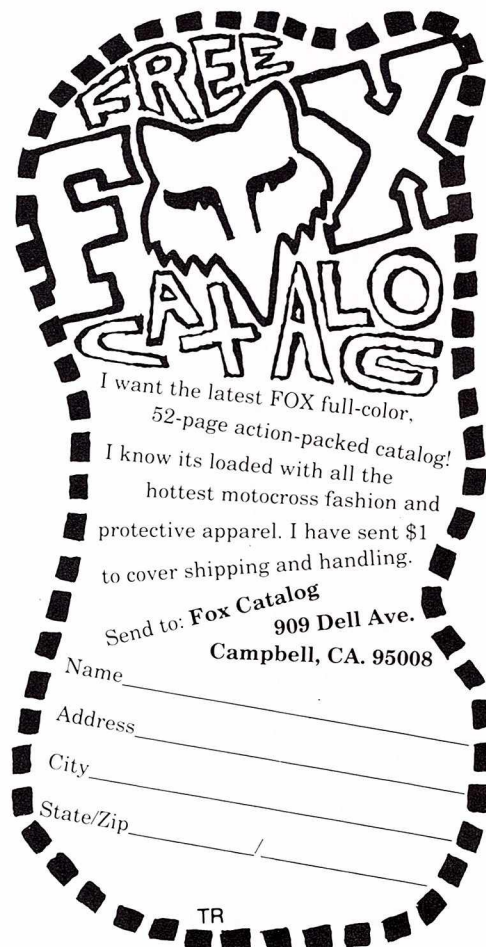 FREE
FOX
CATALOG
I want the latest FOX full-color,
52-page action-packed catalog!
I know its loaded with all the
hottest motocross fashion and
protective apparel. I have sent $1
to cover shipping and handling.
Send to: Fox Catalog
909 Dell Ave.
Campbell, CA. 95008
Name
Address
City
State/Zip /
TR